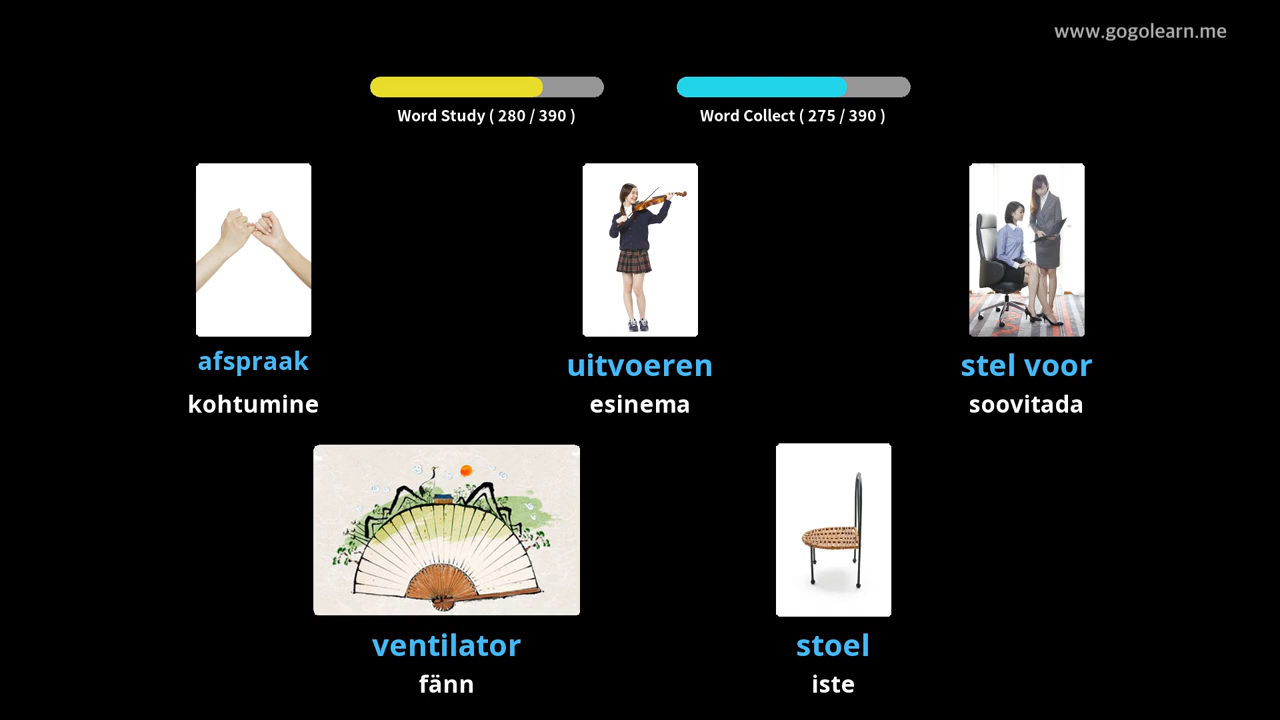 www.gogolearn.me
Word Study ( 280 / 390 )
Word Collect ( 275 / 390 )
afspraak
kohtumine
uitvoeren
esinema
stel voor
soovitada
ventilator
fänn
stoel
iste